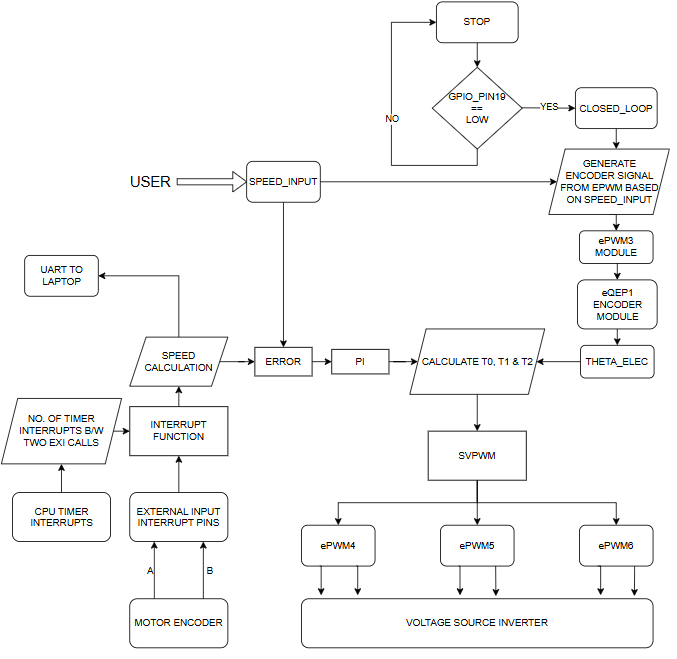 STOP
GPIO_PIN19
==
LOW
NO
YES
CLOSED_LOOP
GENERATE
ENCODER SIGNAL
FROM EPWM BASED
ON SPEED_INPUT
USER
SPEED_INPUT
ePWM3
MODULE
UART TO
LAPTOP
eQEP1
ENCODER
MODULE
SPEED
CALCULATION
ERROR
PI
CALCULATE T0, T1 & T2
THETA_ELEC
NO. OF TIMER
INTERRUPTS B/W
TWO EXI CALLS
INTERRUPT
FUNCTION
SVPWM
CPU TIMER
INTERRUPTS
EXTERNAL INPUT
INTERRUPT PINS
ePWM4
ePWM5
ePWM6
A
B
MOTOR ENCODER
VOLTAGE SOURCE INVERTER